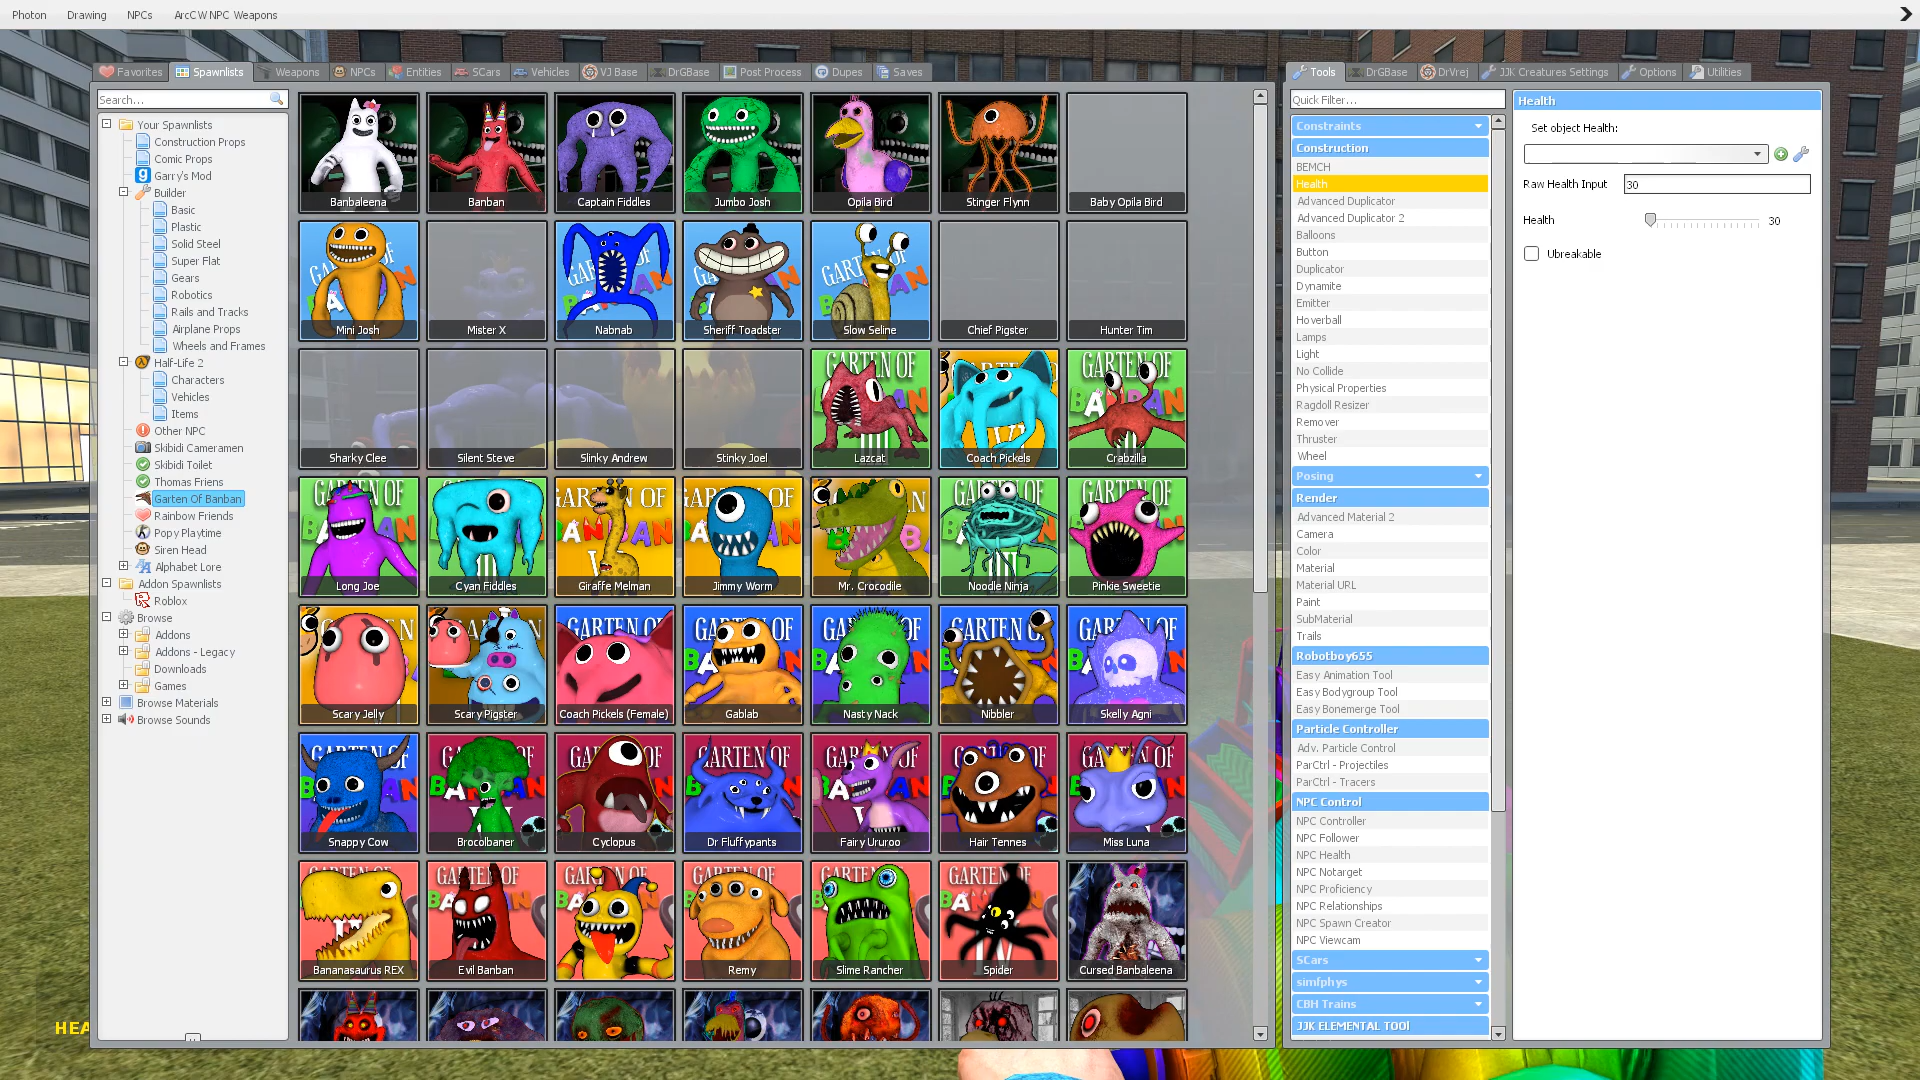 Photon Drawing NPCs ArcCW NPC Weapons
Favorites Spawnlists Weapons NPCs Entities SCars Vehicles VJ Base DrGBase Post Process Dupes Saves
Search...
Your Spawnlists
Construction Props
Comic Props
Garry's Mod
Builder
Basic
Plastic
Solid Steel
Super Flat
Gears
Robotics
Rails and Tracks
Airplane Props
Wheels and Frames
Half-Life 2
Characters
Vehicles
Items
Other NPC
Skibidi Cameramen
Skibidi Toilet
Thomas Friens
Garten Of Banban
Rainbow Friends
Popy Playtime
Siren Head
Alphabet Lore
Addon Spawnlists
Roblox
Browse
Addons
Addons - Legacy
Downloads
Games
Browse Materials
Browse Sounds
Banbaleena Banban Captain Fiddles Jumbo Josh Opila Bird Stinger Flynn Baby Opila Bird
Mini Josh Mister X Nabnab Sheriff Toadster Slow Seline Chief Pigster Hunter Tim
Sharky Clee Silent Steve Slinky Andrew Stinky Joel Lazcat Coach Pickels Crabzilla
Long Joe Cyan Fiddles Giraffe Melman Jimmy Worm Mr. Crocodile Noodle Ninja Pinkie Sweetie
Scary Jelly Scary Pigster Coach Pickels (Female) Gablab Nasty Nack Nibbler Skelly Agni
Snappy Cow Brocolbaner Cyclopus Dr Fluffypants Fairy Ururoo Hair Tennes Miss Luna
Bananasaurus REX Evil Banban Remy Slime Rancher Spider Cursed Banbaleena
HEA
Tools DrGBase DrVrej JJK Creatures Settings Options Utilities
Quick Filter...
Constraints
Construction
BEMCH
Health
Advanced Duplicator
Advanced Duplicator 2
Balloons
Button
Duplicator
Dynamite
Emitter
Hoverball
Lamps
Light
No Collide
Physical Properties
Ragdoll Resizer
Remover
Thruster
Wheel
Posing
Render
Advanced Material 2
Camera
Color
Material
Material URL
Paint
SubMaterial
Trails
Robotboy655
Easy Animation Tool
Easy Bodygroup Tool
Easy Bonemerge Tool
Particle Controller
Adv. Particle Control
ParCtrl - Projectiles
ParCtrl - Tracers
NPC Control
NPC Controller
NPC Follower
NPC Health
NPC Notarget
NPC Proficiency
NPC Relationships
NPC Spawn Creator
NPC Viewcam
SCars
simfphys
CBH Trains
JJK ELEMENTAL TOOl
Health
Set object Health:
Raw Health Input 30
Health 30
Ubreakable